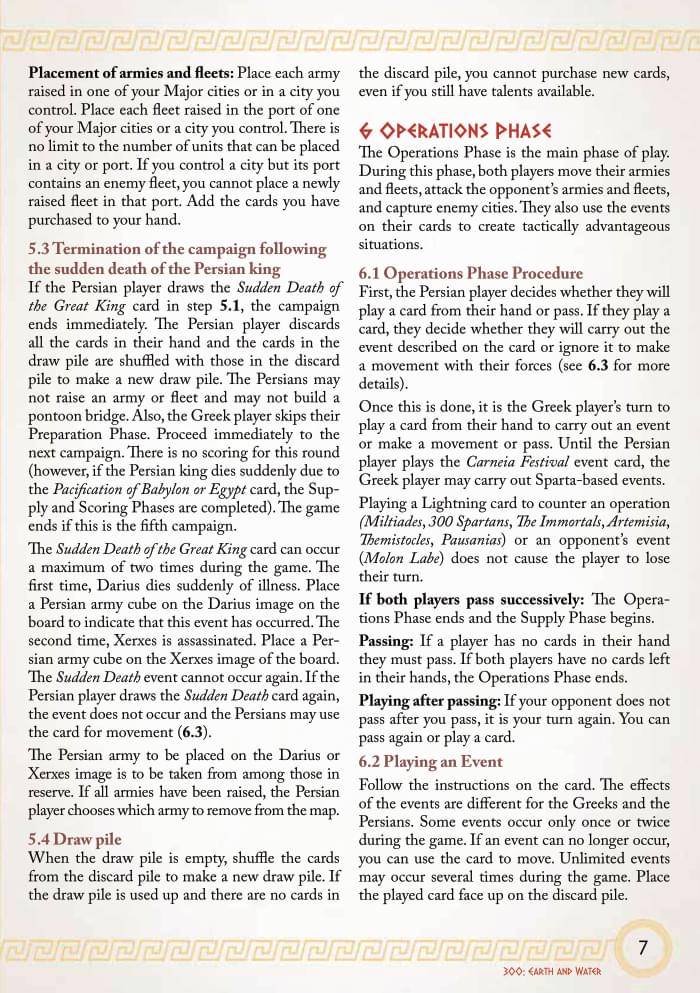 Placement of armies and fleets: Place each army
raised in one of your Major cities or in a city you
control. Place each fleet raised in the port of one
of your Major cities or a city you control. There is
no limit to the number of units that can be placed
in a city or port. If you control a city but its port
contains an enemy fleet, you cannot place a newly
raised fleet in that port. Add the cards you have
purchased to your hand.
5.3 Termination of the campaign following
the sudden death of the Persian king
If the Persian player draws the Sudden Death of
the Great King card in step 5.1, the campaign
ends immediately. The Persian player discards
all the cards in their hand and the cards in the
draw pile are shuffled with those in the discard
pile to make a new draw pile. The Persians may
not raise an army or fleet and may not build a
pontoon bridge. Also, the Greek player skips their
Preparation Phase. Proceed immediately to the
next campaign. There is no scoring for this round
(however, if the Persian king dies suddenly due to
the Pacification of Babylon or Egypt card, the Sup-
ply and Scoring Phases are completed). The game
ends if this is the fifth campaign.
The Sudden Death of the Great King card can occur
a maximum of two times during the game. The
first time, Darius dies suddenly of illness. Place
a Persian army cube on the Darius image on the
board to indicate that this event has occurred. The
second time, Xerxes is assassinated. Place a Per-
sian army cube on the Xerxes image of the board.
The Sudden Death event cannot occur again. If the
Persian player draws the Sudden Death card again,
the event does not occur and the Persians may use
the card for movement (6.3).
The Persian army to be placed on the Darius or
Xerxes image is to be taken from among those in
reserve. If all armies have been raised, the Persian
player chooses which army to remove from the map.
5.4 Draw pile
When the draw pile is empty, shuffle the cards
from the discard pile to make a new draw pile. If
the draw pile is used up and there are no cards in
the discard pile, you cannot purchase new cards,
even if you still have talents available.
6 Operations Phase
The Operations Phase is the main phase of play.
During this phase, both players move their armies
and fleets, attack the opponent's armies and fleets,
and capture enemy cities. They also use the events
on their cards to create tactically advantageous
situations.
6.1 Operations Phase Procedure
First, the Persian player decides whether they will
play a card from their hand or pass. If they play a
card, they decide whether they will carry out the
event described on the card or ignore it to make
a movement with their forces (see 6.3 for more
details).
Once this is done, it is the Greek player's turn to
play a card from their hand to carry out an event
or make a movement or pass. Until the Persian
player plays the Carneia Festival event card, the
Greek player may carry out Sparta-based events.
Playing a Lightning card to counter an operation
(Miltiades, 300 Spartans, The Immortals, Artemisia,
Themistocles, Pausanias) or an opponent's event
(Molon Labe) does not cause the player to lose
their turn.
If both players pass successively: The Opera-
tions Phase ends and the Supply Phase begins.
Passing: If a player has no cards in their hand
they must pass. If both players have no cards left
in their hands, the Operations Phase ends.
Playing after passing: If your opponent does not
pass after you pass, it is your turn again. You can
pass again or play a card.
6.2 Playing an Event
Follow the instructions on the card. The effects
of the events are different for the Greeks and the
Persians. Some events occur only once or twice
during the game. If an event can no longer occur,
you can use the card to move. Unlimited events
may occur several times during the game. Place
the played card face up on the discard pile.
7
300: Earth and Water